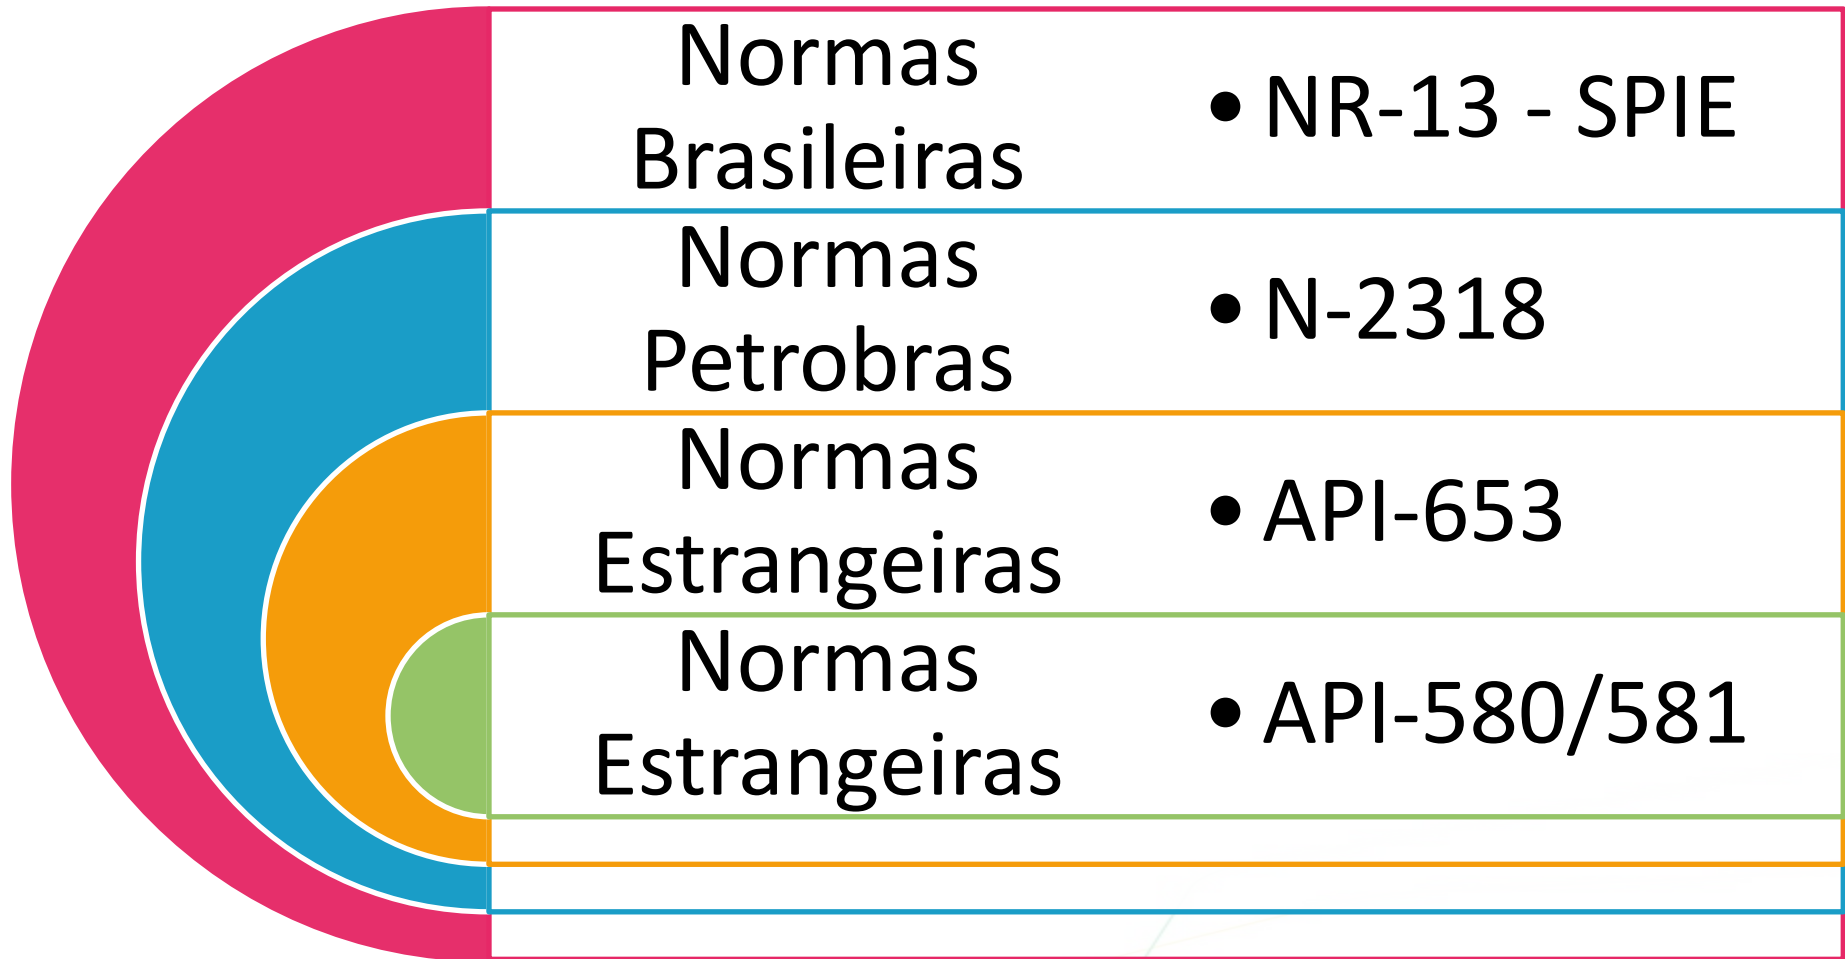 Normas
Brasileiras
• NR-13 - SPIE
Normas
Petrobras
• N-2318
Normas
Estrangeiras
• API-653
Normas
Estrangeiras
• API-580/581